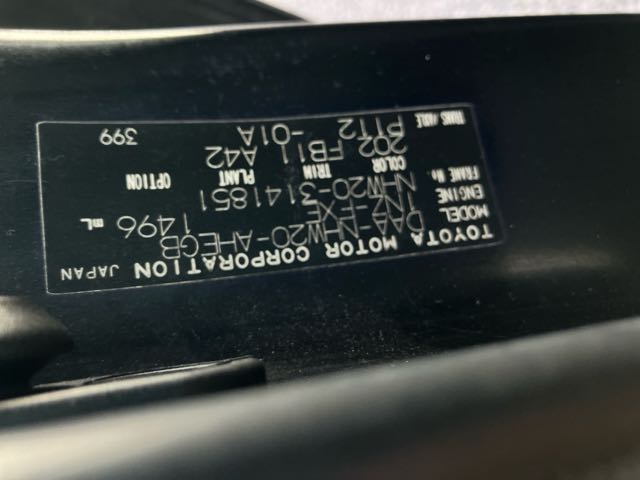 TOYOTA MOTOR CORPORATION JAPAN
MODEL DAA-NHW20-AHEGB
ENGINE 1NZ-FXE 1496 mL
FRAME No. NHW20-3141851
COLOR TRIM PLANT OPTION
202 FB11 A42
TRANS./AXLE P112
-01A
399